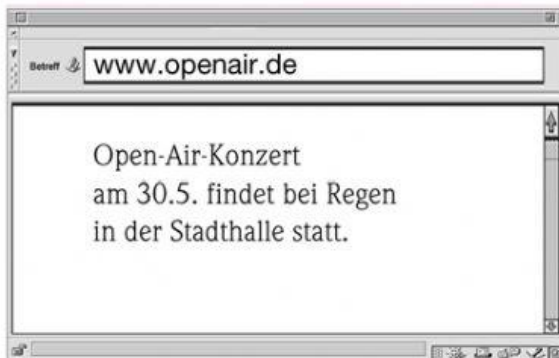 Betreff www.openair.de
Open-Air-Konzert
am 30.5. findet bei Regen
in der Stadthalle statt.